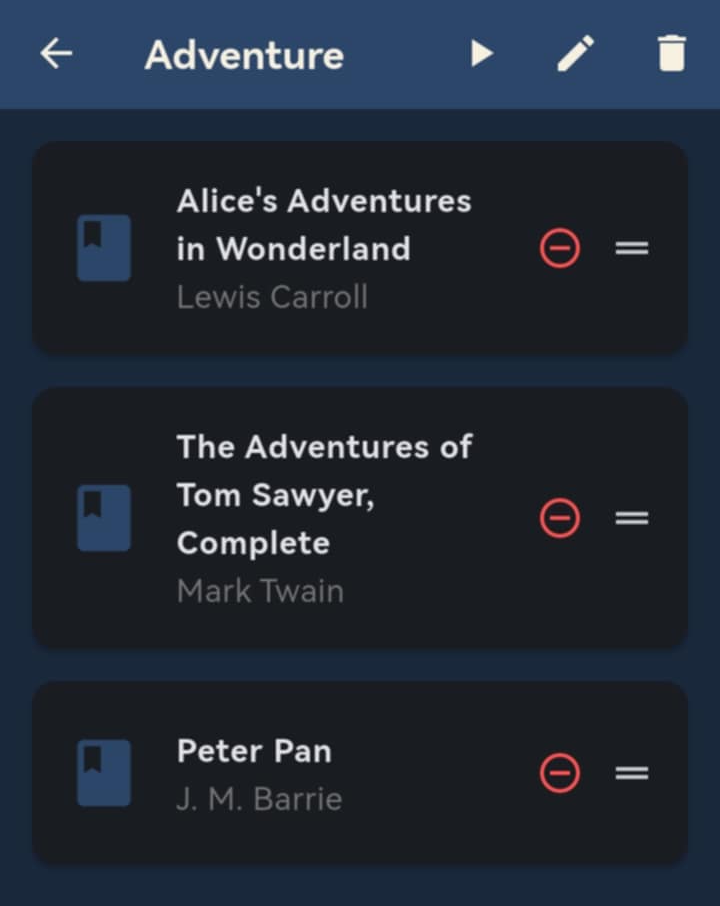 Adventure
Alice's Adventures
in Wonderland
Lewis Carroll
The Adventures of
Tom Sawyer,
Complete
Mark Twain
Peter Pan
J. M. Barrie